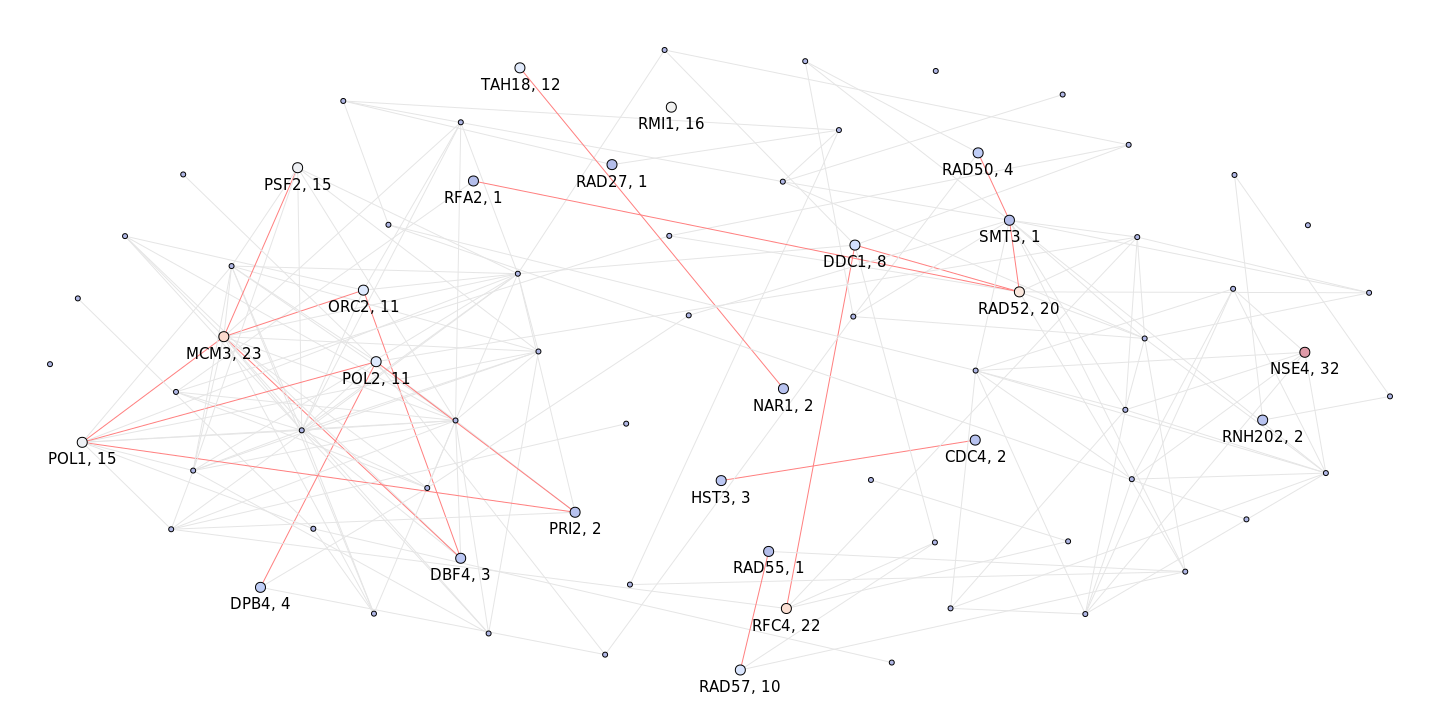 TAH18, 12
RMI1, 16
RAD50, 4
PSF2, 15
RAD27, 1
RFA2, 1
SMT3, 1
DDC1, 8
ORC2, 11
RAD52, 20
MCM3, 23
NSE4, 32
POL2, 11
NAR1, 2
RNH202, 2
POL1, 15
CDC4, 2
HST3, 3
PRI2, 2
RAD55, 1
DBF4, 3
DPB4, 4
RFC4, 22
RAD57, 10